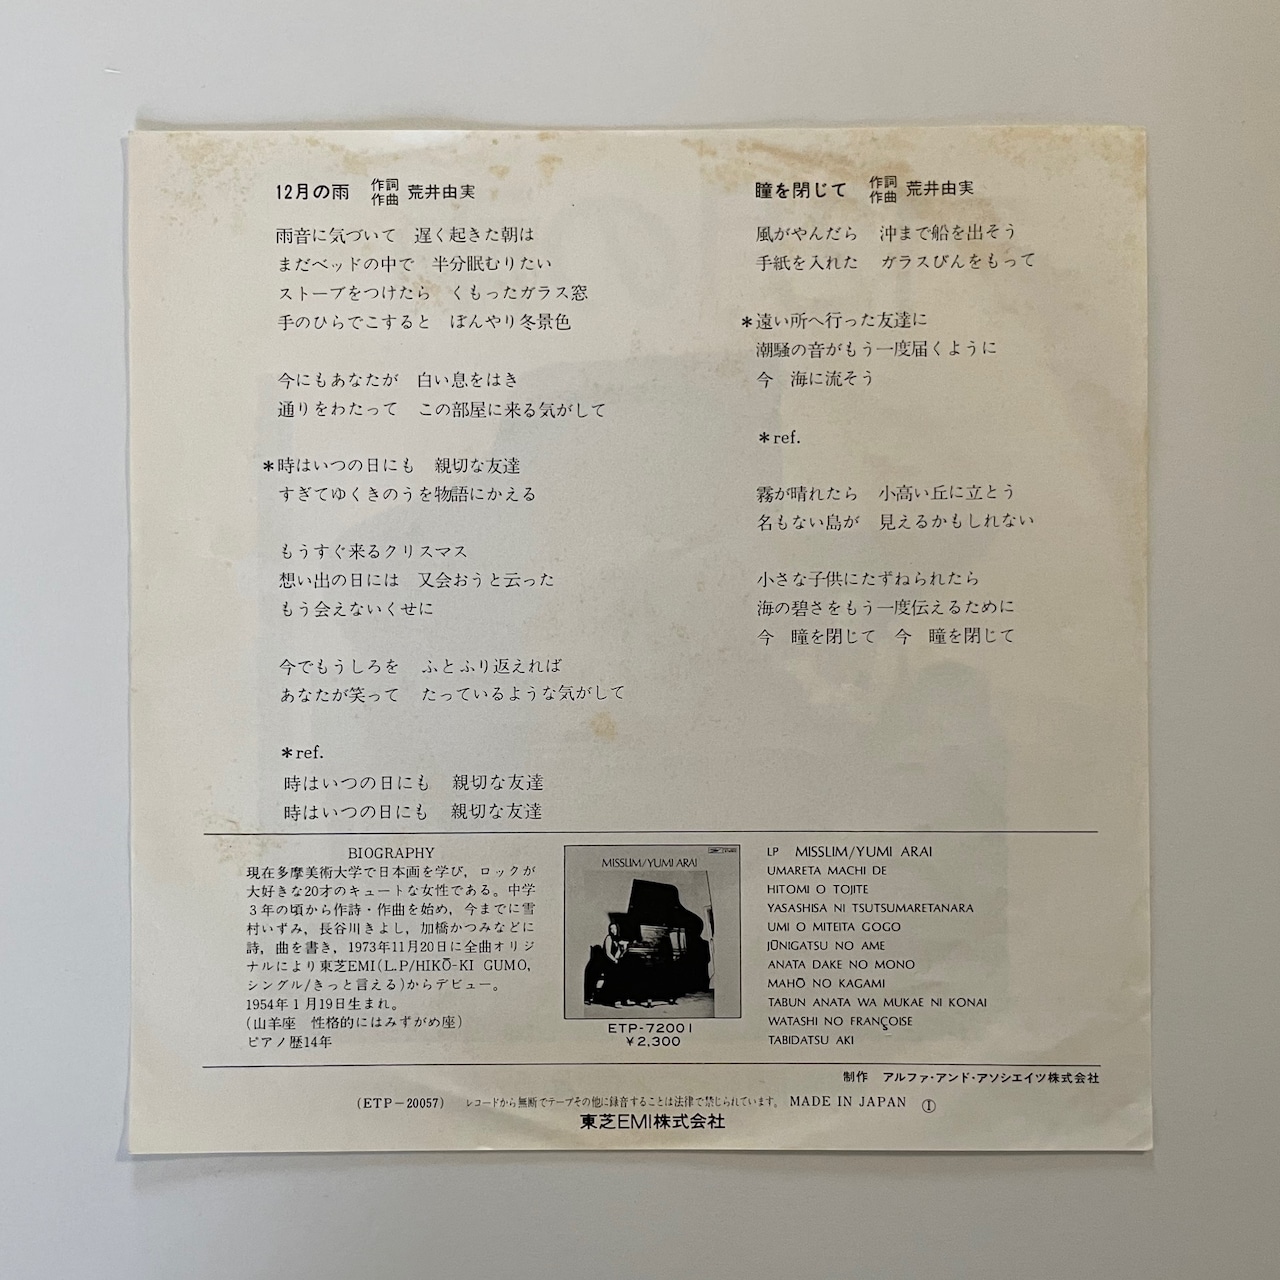 12月の雨 作詞 作曲 荒井由実
雨音に気づいて 遅く起きた朝は
まだベッドの中で 半分眠むりたい
ストーブをつけたら くもったガラス窓
手のひらでこすると ぼんやり冬景色
今にもあなたが 白い息をはき
通りをわたって この部屋に来る気がして
＊時はいつの日にも 親切な友達
すぎてゆくきのうを物語にかえる
もうすぐ来るクリスマス
想い出の日には 又会おうと云った
もう会えないくせに
今でもうしろを ふとふり返えれば
あなたが笑って たっているような気がして
＊ref.
時はいつの日にも 親切な友達
時はいつの日にも 親切な友達
瞳を閉じて 作詞 作曲 荒井由実
風がやんだら 沖まで船を出そう
手紙を入れた ガラスびんをもって
＊遠い所へ行った友達に
潮騒の音がもう一度届くように
今 海に流そう
＊ref.
霧が晴れたら 小高い丘に立とう
名もない島が 見えるかもしれない
小さな子供にたずねられたら
海の碧さをもう一度伝えるために
今 瞳を閉じて 今 瞳を閉じて
BIOGRAPHY
現在多摩美術大学で日本画を学び，ロックが
大好きな20才のキュートな女性である。中学
３年の頃から作詩・作曲を始め，今までに雪
村いずみ，長谷川きよし，加橋かつみなどに
詩，曲を書き，1973年11月20日に全曲オリジ
ナルにより東芝EMI(L.P/HIKŌ-KI GUMO,
シングル/きっと言える)からデビュー。
1954年１月19日生まれ。
(山羊座 性格的にはみずがめ座)
ピアノ歴14年
MISSLIM/YUMI ARAI
ETP-72001
￥2,300
LP MISSLIM/YUMI ARAI
UMARETA MACHI DE
HITOMI O TOJITE
YASASHISA NI TSUTSUMARETANARA
UMI O MITEITA GOGO
JŪNIGATSU NO AME
ANATA DAKE NO MONO
MAHŌ NO KAGAMI
TABUN ANATA WA MUKAE NI KONAI
WATASHI NO FRANÇOISE
TABIDATSU AKI
制作 アルファ・アンド・アソシエイツ株式会社
(ETP－20057) レコードから無断でテープその他に録音することは法律で禁じられています。 MADE IN JAPAN ①
東芝EMI株式会社